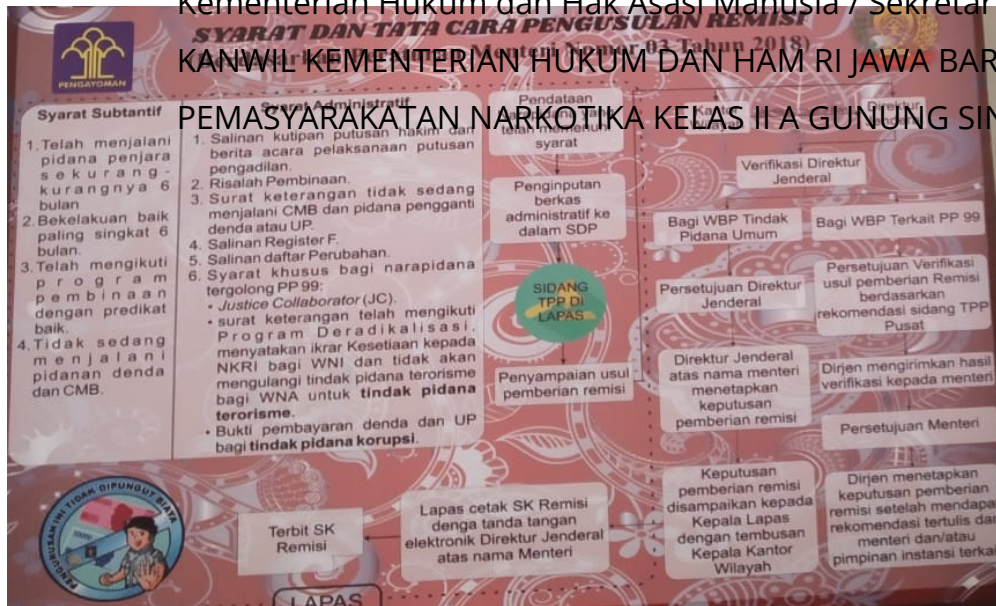 Kementerian Hukum dan Hak Asasi Manusia / Sekretar
SYARAT DAN TATA CARA PENGUSULAN REMISI
Menteri Nomor 03 Tahun 2018)
KANWIL KEMENTERIAN HUKUM DAN HAM RI JAWA BAR
PEMASYARAKATAN NARKOTIKA KELAS II A GUNUNG SIN
PENGAYOMAN
Syarat Subtantif
1. Telah menjalani
pidana penjara
sekurang-
kurangnya 6
bulan
2. Bekelakuan baik
paling singkat 6
bulan.
3. Telah mengikuti
program
pembinaan
dengan predikat
baik.
4. Tidak sedang
menjalani
pidanan denda
dan CMB.
Syarat Administratif
1. Salinan kutipan putusan hakim dan
berita acara pelaksanaan putusan
pengadilan.
2. Risalah Pembinaan.
3. Surat keterangan tidak sedang
menjalani CMB dan pidana pengganti
denda atau UP.
4. Salinan Register F.
5. Salinan daftar Perubahan.
6. Syarat khusus bagi narapidana
tergolong PP 99:
• Justice Collaborator (JC).
• surat keterangan telah mengikuti
Program Deradikalisasi,
menyatakan ikrar Kesetiaan kepada
NKRI bagi WNI dan tidak akan
mengulangi tindak pidana terorisme
bagi WNA untuk tindak pidana
terorisme.
• Bukti pembayaran denda dan UP
bagi tindak pidana korupsi.
Pendataan
telah memenuhi
syarat
Penginputan
berkas
administratif ke
dalam SDP
SIDANG
TPP DI
LAPAS
Penyampaian usul
pemberian remisi
Kantor
Wilayah
Direktur
Jenderal
Verifikasi Direktur
Jenderal
Bagi WBP Tindak
Pidana Umum
Persetujuan Direktur
Jenderal
Direktur Jenderal
atas nama menteri
menetapkan
keputusan
pemberian remisi
Keputusan
pemberian remisi
disampaikan kepada
Kepala Lapas
dengan tembusan
Kepala Kantor
Wilayah
Bagi WBP Terkait PP 99
Persetujuan Verifikasi
usul pemberian Remisi
berdasarkan
rekomendasi sidang TPP
Pusat
Dirjen mengirimkan hasil
verifikasi kepada menteri
Persetujuan Menteri
Dirjen menetapkan
keputusan pemberian
remisi setelah mendapa
rekomendasi tertulis dar
menteri dan/atau
pimpinan instansi terkai
Lapas cetak SK Remisi
denga tanda tangan
elektronik Direktur Jenderal
atas nama Menteri
Terbit SK
Remisi
PENGURUSAN INI TIDAK DIPUNGUT BIAYA
LAPAS